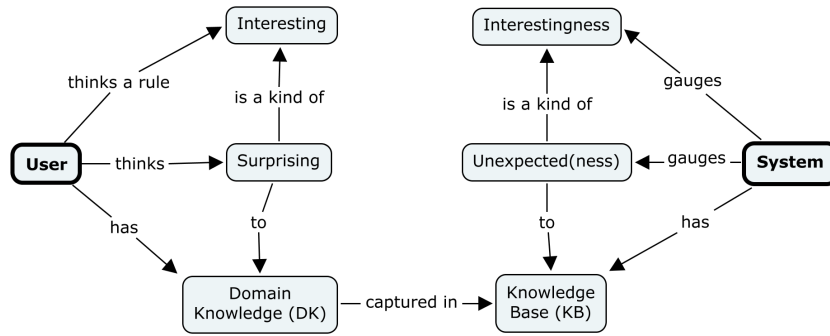 Interesting
Interestingness
thinks a rule
gauges
is a kind of
is a kind of
User
thinks
Surprising
Unexpected(ness)
gauges
System
has
to
to
has
Domain
Knowledge (DK)
captured in
Knowledge
Base (KB)